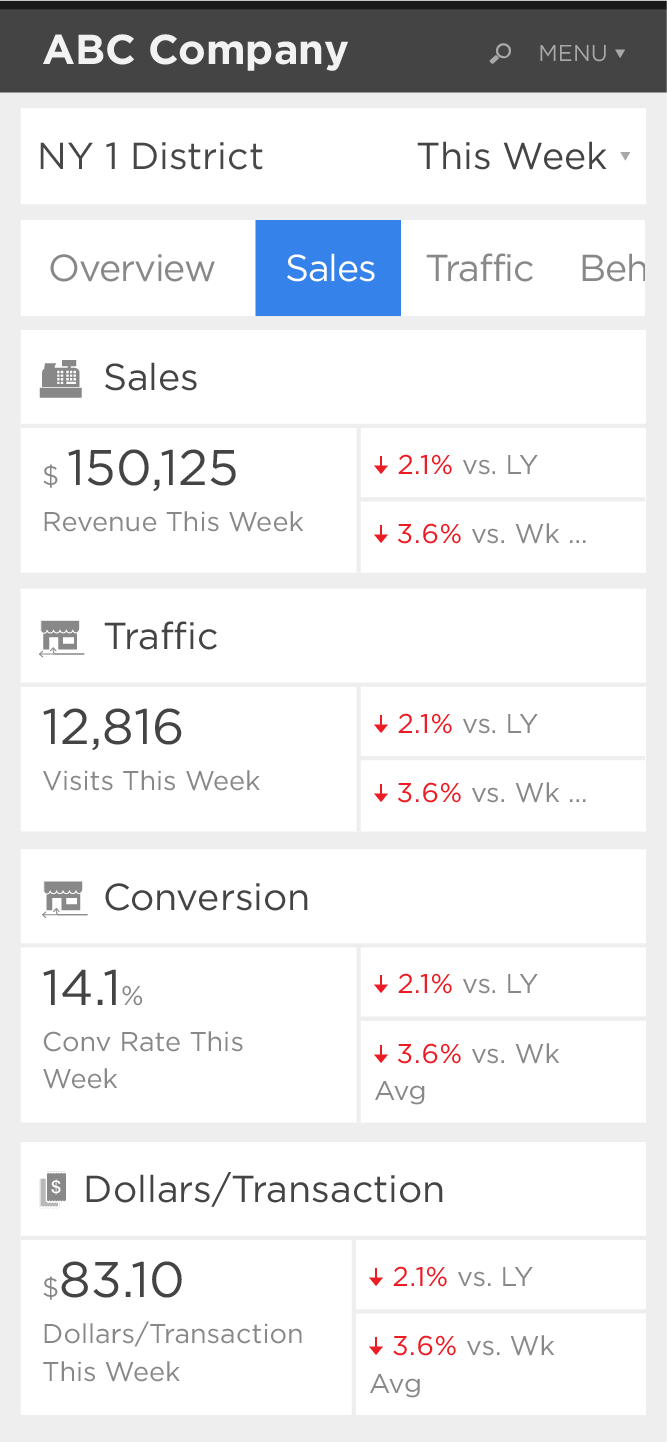 ABC Company MENU
NY 1 District This Week
Overview Sales Traffic Beh
Sales
$ 150,125
Revenue This Week
2.1% vs. LY
3.6% vs. Wk ...
Traffic
12,816
Visits This Week
2.1% vs. LY
3.6% vs. Wk ...
Conversion
14.1%
Conv Rate This
Week
2.1% vs. LY
3.6% vs. Wk
Avg
$ Dollars/Transaction
$83.10
Dollars/Transaction
This Week
2.1% vs. LY
3.6% vs. Wk
Avg